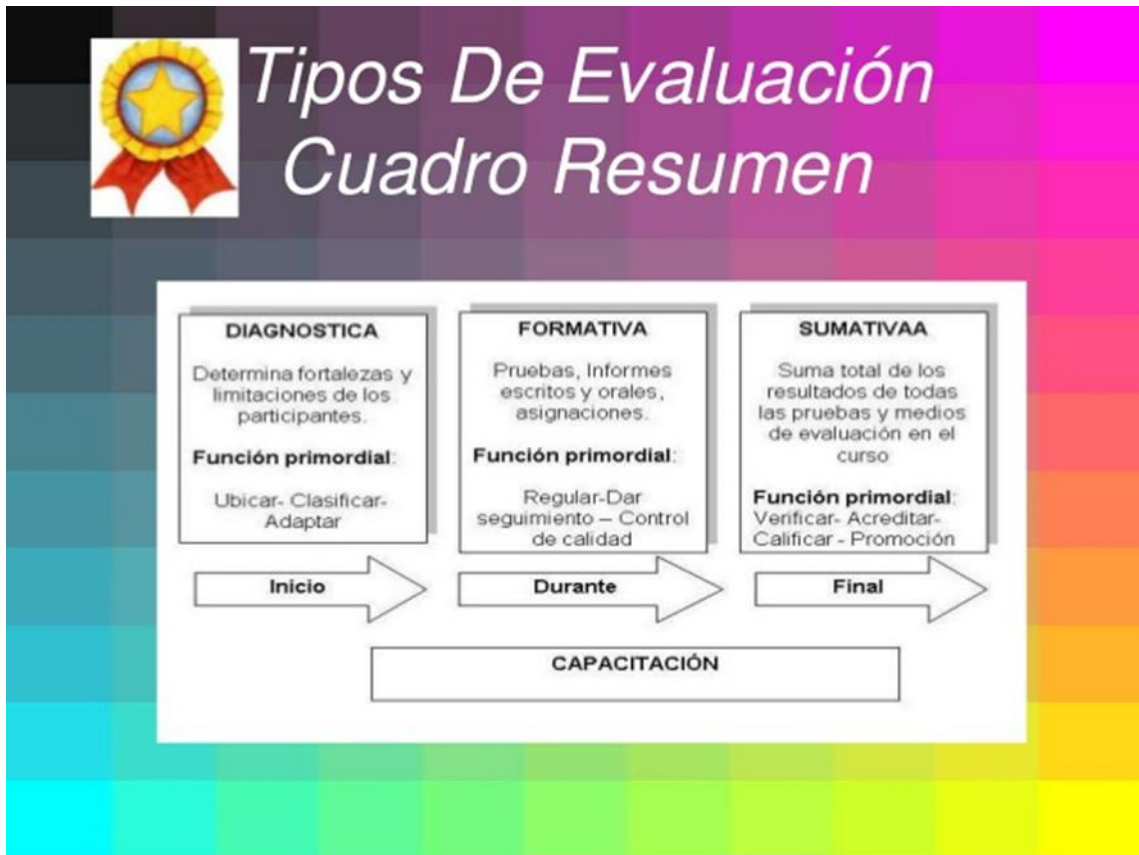 Tipos De Evaluación
Cuadro Resumen
DIAGNOSTICA
Determina fortalezas y
limitaciones de los
participantes.
Función primordial:
Ubicar- Clasificar-
Adaptar
FORMATIVA
Pruebas, Informes
escritos y orales,
asignaciones.
Función primordial:
Regular-Dar
seguimiento – Control
de calidad
SUMATIVAA
Suma total de los
resultados de todas
las pruebas y medios
de evaluación en el
curso
Función primordial:
Verificar- Acreditar-
Calificar - Promoción
Inicio
Durante
Final
CAPACITACIÓN